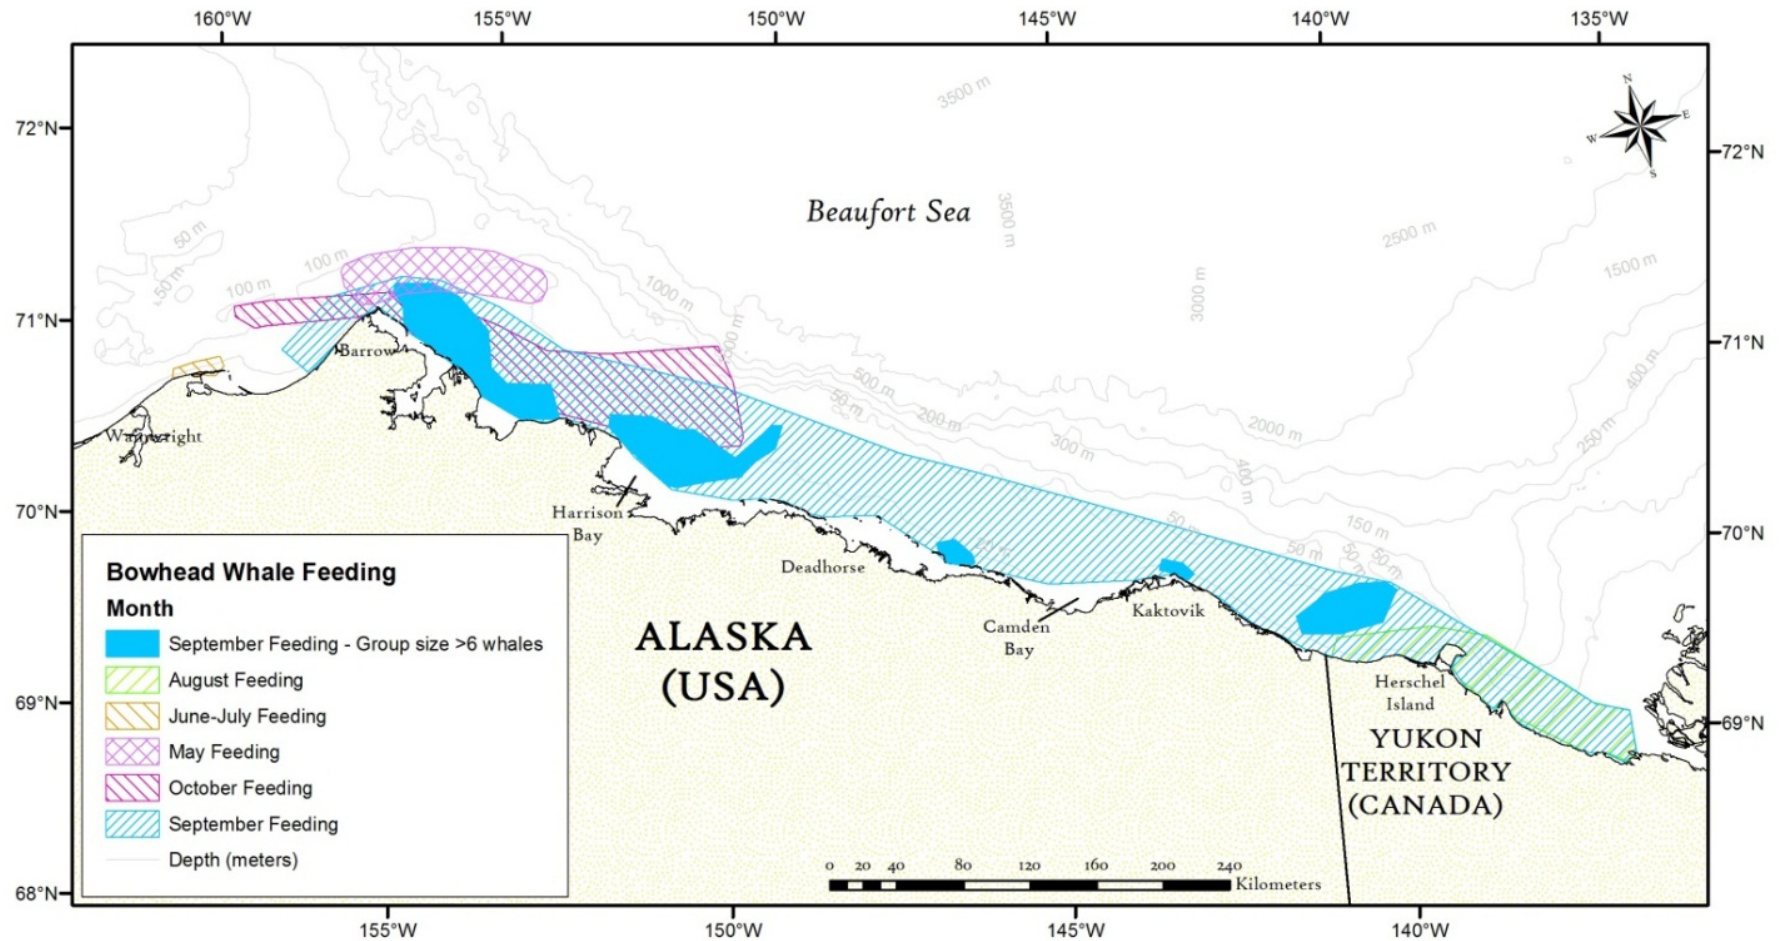 160°W 155°W 150°W 145°W 140°W 135°W
N
E
W
S
72°N
72°N
3500 m
Beaufort Sea
3500 m
2500 m
1500 m
3000 m
50 m
50 m
100 m
100 m
1000 m
71°N
71°N
Barrow
500 m
50 m
200 m
300 m
2000 m
400 m
250 m
400 m
Wainwright
70°N
70°N
Harrison
Bay
50 m
150 m
50 m
50 m
50 m
Deadhorse
Camden
Bay
Kaktovik
ALASKA
(USA)
Herschel
Island
69°N
69°N
YUKON
TERRITORY
(CANADA)
Bowhead Whale Feeding
Month
September Feeding - Group size >6 whales
August Feeding
June-July Feeding
May Feeding
October Feeding
September Feeding
Depth (meters)
0 20 40 80 120 160 200 240
Kilometers
68°N
155°W 150°W 145°W 140°W